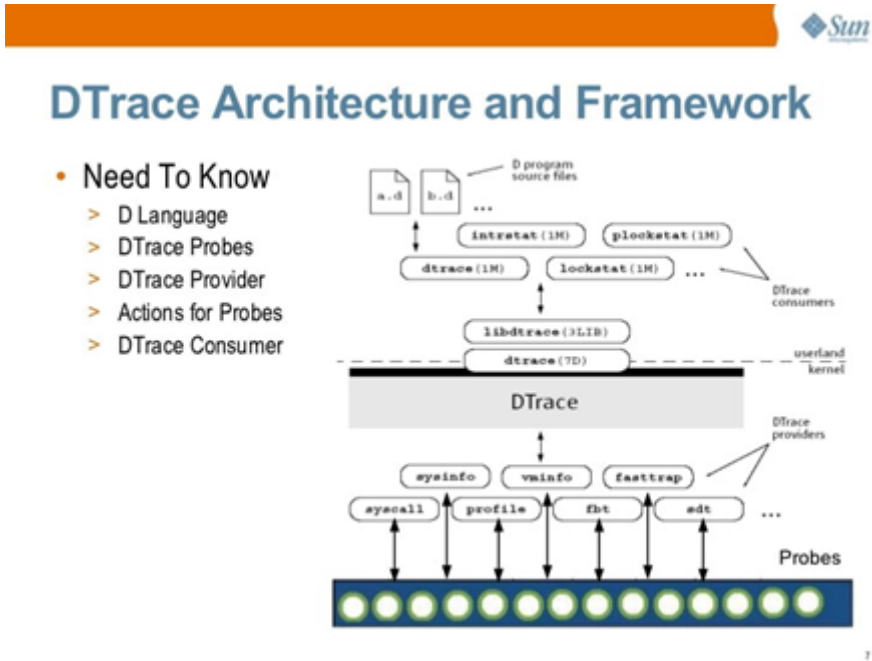 Sun
microsystems
DTrace Architecture and Framework
• Need To Know
> D Language
> DTrace Probes
> DTrace Provider
> Actions for Probes
> DTrace Consumer
D program
source files
a.d b.d ...
intrstat(1M) plockstat(1M)
dtrace(1M) lockstat(1M) ...
DTrace
consumers
libdtrace(3LIB)
dtrace(7D)
userland
kernel
DTrace
DTrace
providers
sysinfo vminfo fasttrap
syscall profile fbt sdt ...
Probes
7